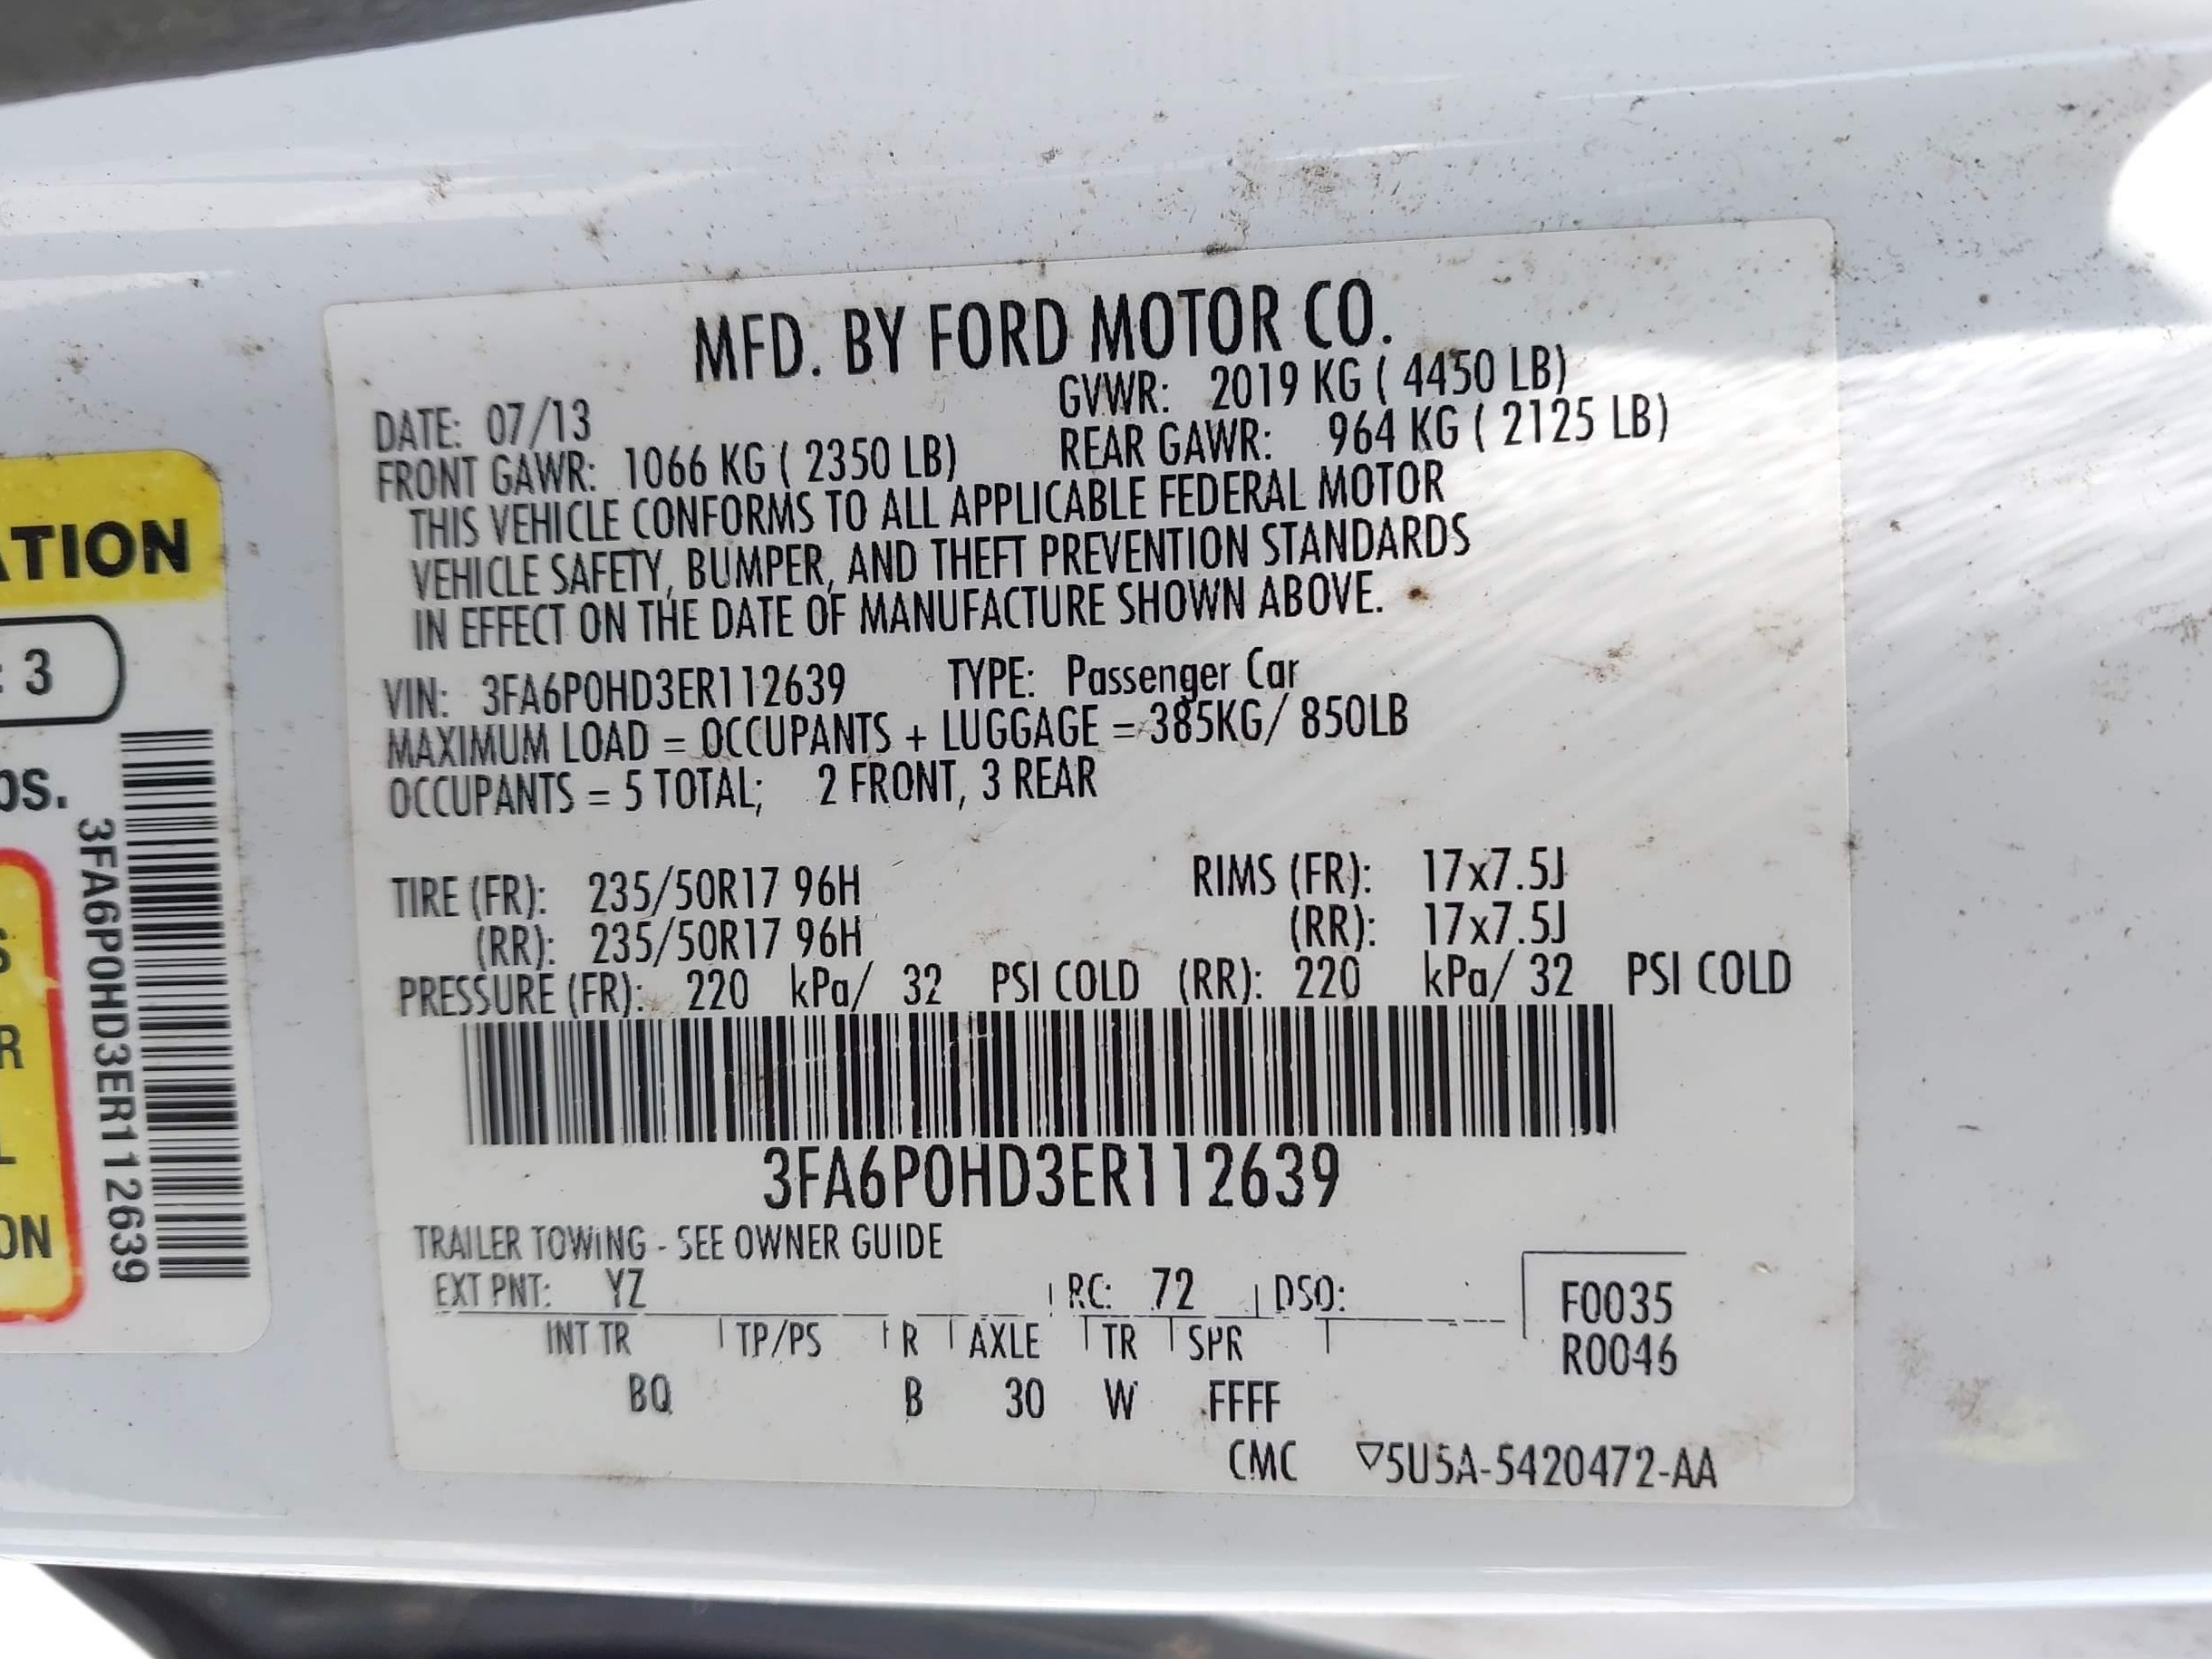 MFD. BY FORD MOTOR CO.
DATE: 07/13 GVWR: 2019 KG ( 4450 LB)
FRONT GAWR: 1066 KG ( 2350 LB) REAR GAWR: 964 KG ( 2125 LB)
THIS VEHICLE CONFORMS TO ALL APPLICABLE FEDERAL MOTOR
VEHICLE SAFETY, BUMPER, AND THEFT PREVENTION STANDARDS
IN EFFECT ON THE DATE OF MANUFACTURE SHOWN ABOVE.
VIN: 3FA6P0HD3ER112639 TYPE: Passenger Car
MAXIMUM LOAD = OCCUPANTS + LUGGAGE = 385KG/ 850LB
OCCUPANTS = 5 TOTAL; 2 FRONT, 3 REAR
TIRE (FR): 235/50R17 96H RIMS (FR): 17x7.5J
(RR): 235/50R17 96H (RR): 17x7.5J
PRESSURE (FR): 220 kPa/ 32 PSI COLD (RR): 220 kPa/ 32 PSI COLD
3FA6P0HD3ER112639
TRAILER TOWING - SEE OWNER GUIDE
EXT PNT: YZ RC: 72 DSO:
F0035
INT TR TP/PS R AXLE TR SPR
R0046
BQ B 30 W FFFF
CMC ▽5U5A-5420472-AA
: 3
3FA6P0HD3ER112639